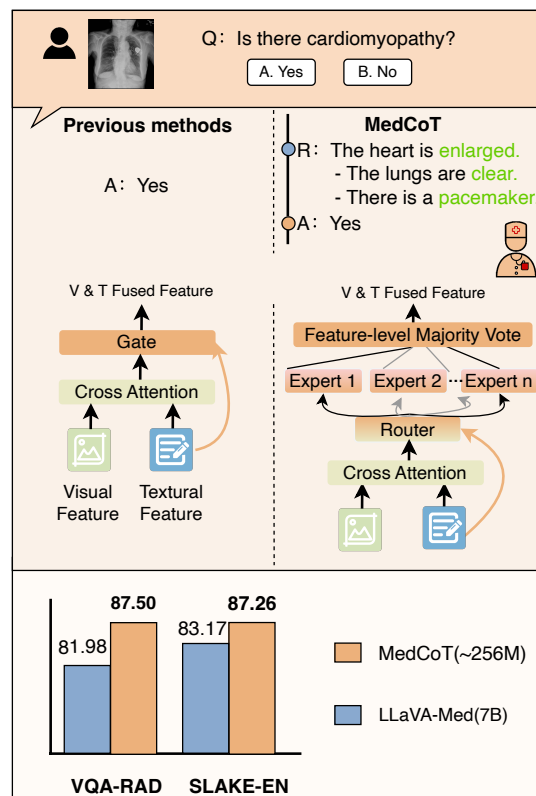 Q: Is there cardiomyopathy?
A. Yes
B. No
Previous methods
A: Yes
MedCoT
R: The heart is enlarged.
- The lungs are clear.
- There is a pacemaker
A: Yes
V & T Fused Feature
Gate
Cross Attention
Visual
Feature
Textural
Feature
V & T Fused Feature
Feature-level Majority Vote
Expert 1
Expert 2
...
Expert n
Router
Cross Attention
81.98
87.50
83.17
87.26
VQA-RAD
SLAKE-EN
MedCoT(~256M)
LLaVA-Med(7B)